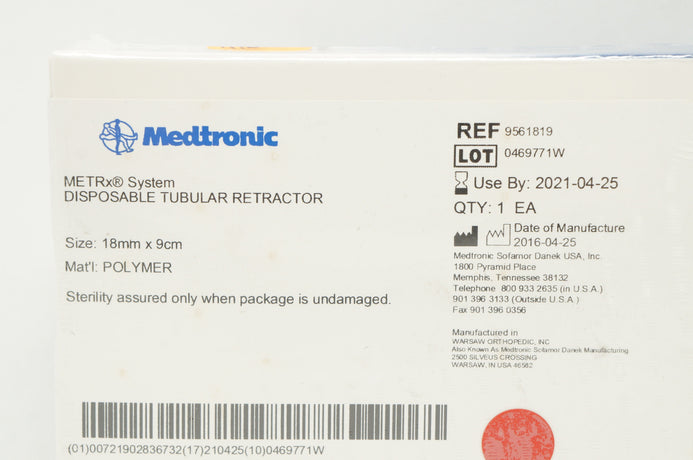 Medtronic
METRx® System
DISPOSABLE TUBULAR RETRACTOR
Size: 18mm x 9cm
Mat'l: POLYMER
Sterility assured only when package is undamaged.
(01)00721902836732(17)210425(10)0469771W
REF 9561819
LOT 0469771W
Use By: 2021-04-25
QTY: 1 EA
Date of Manufacture
2016-04-25
Medtronic Sofamor Danek USA, Inc.
1800 Pyramid Place
Memphis, Tennessee 38132
Telephone 800 933 2635 (in U.S.A.)
901 396 3133 (Outside U.S.A.)
Fax 901 396 0356
Manufactured in
WARSAW ORTHOPEDIC, INC
Also Known As Medtronic Sofamor Danek Manufacturing
2500 SILVEUS CROSSING
WARSAW, IN USA 46582